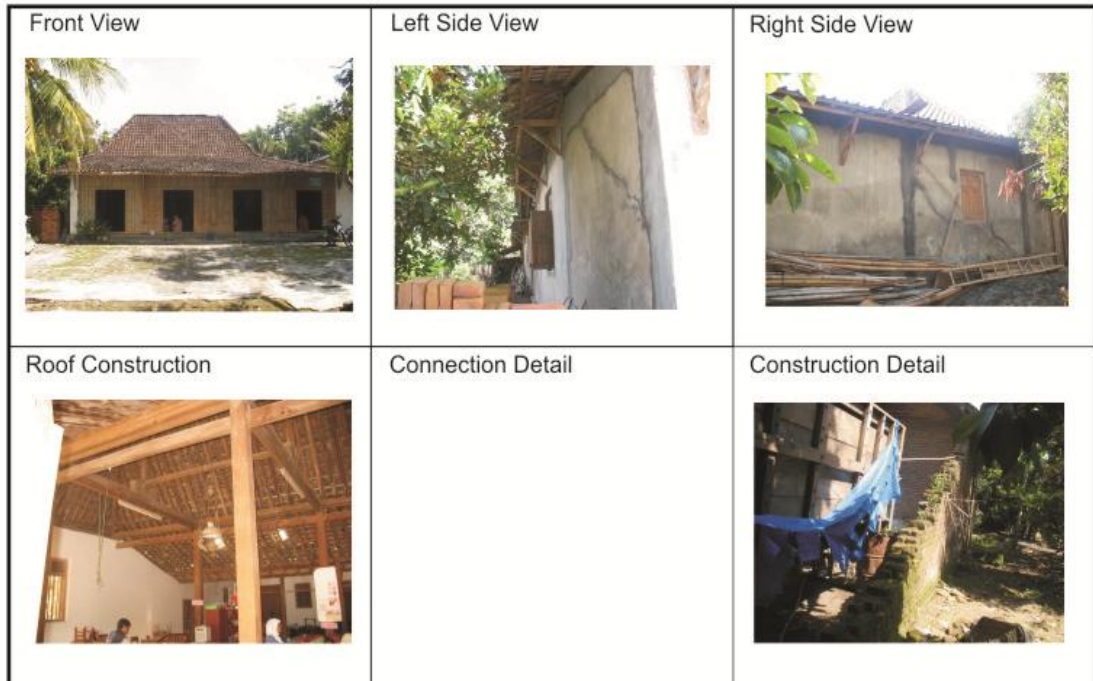 Front View
Left Side View
Right Side View
Roof Construction
Connection Detail
Construction Detail